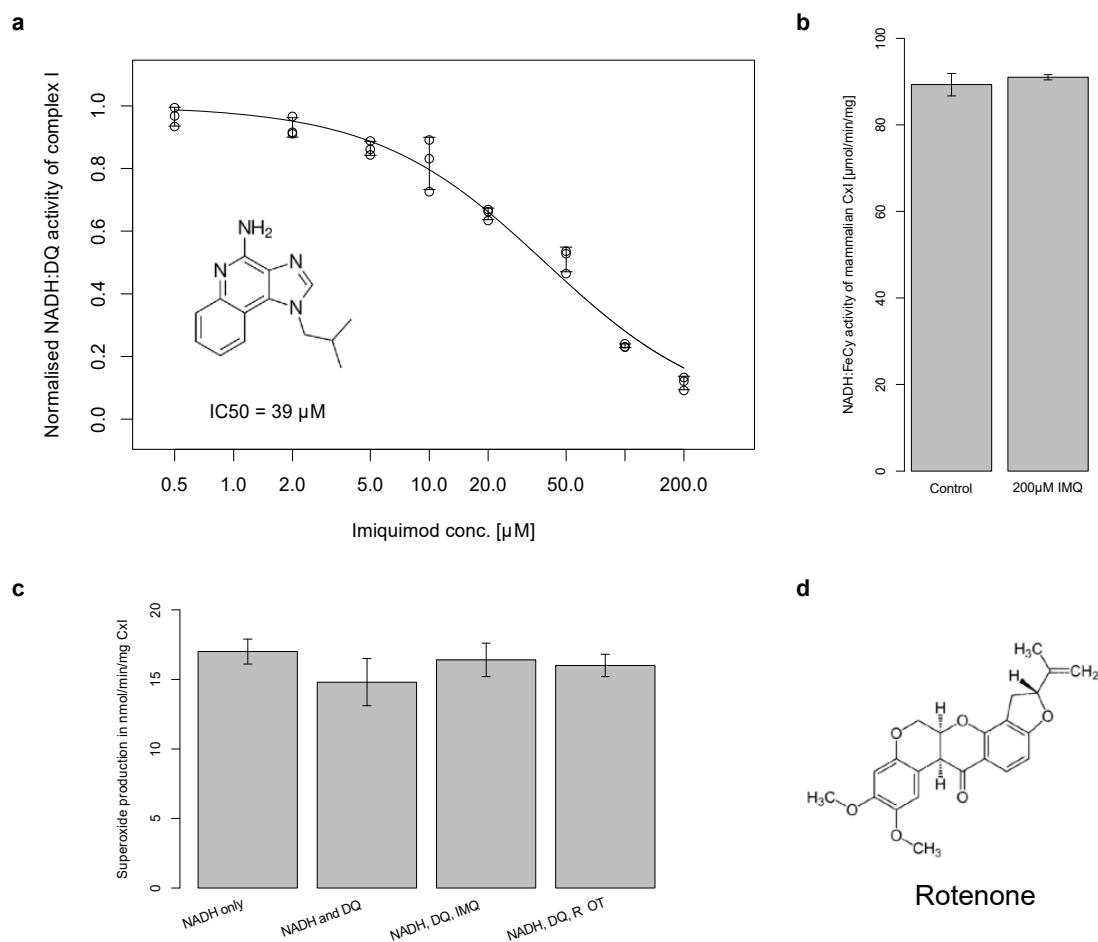 a
Normalised NADH:DQ activity of complex I
1.0
0.8
0.6
0.4
0.2
0.0
NH2
N
N
N
IC50 = 39 µM
0.5 1.0 2.0 5.0 10.0 20.0 50.0 200.0
Imiquimod conc. [µM]
b
NADH:FeCy activity of mammalian CxI [µmol/min/mg]
100
80
60
40
20
0
Control 200µM IMQ
c
Superoxide production in nmol/min/mg CxI
20
15
10
5
0
NADH only NADH and DQ NADH, DQ, IMQ NADH, DQ, R OT
d
H3C
H
CH2
H
O
O
O
H
O
H3C
O
O
CH3
Rotenone